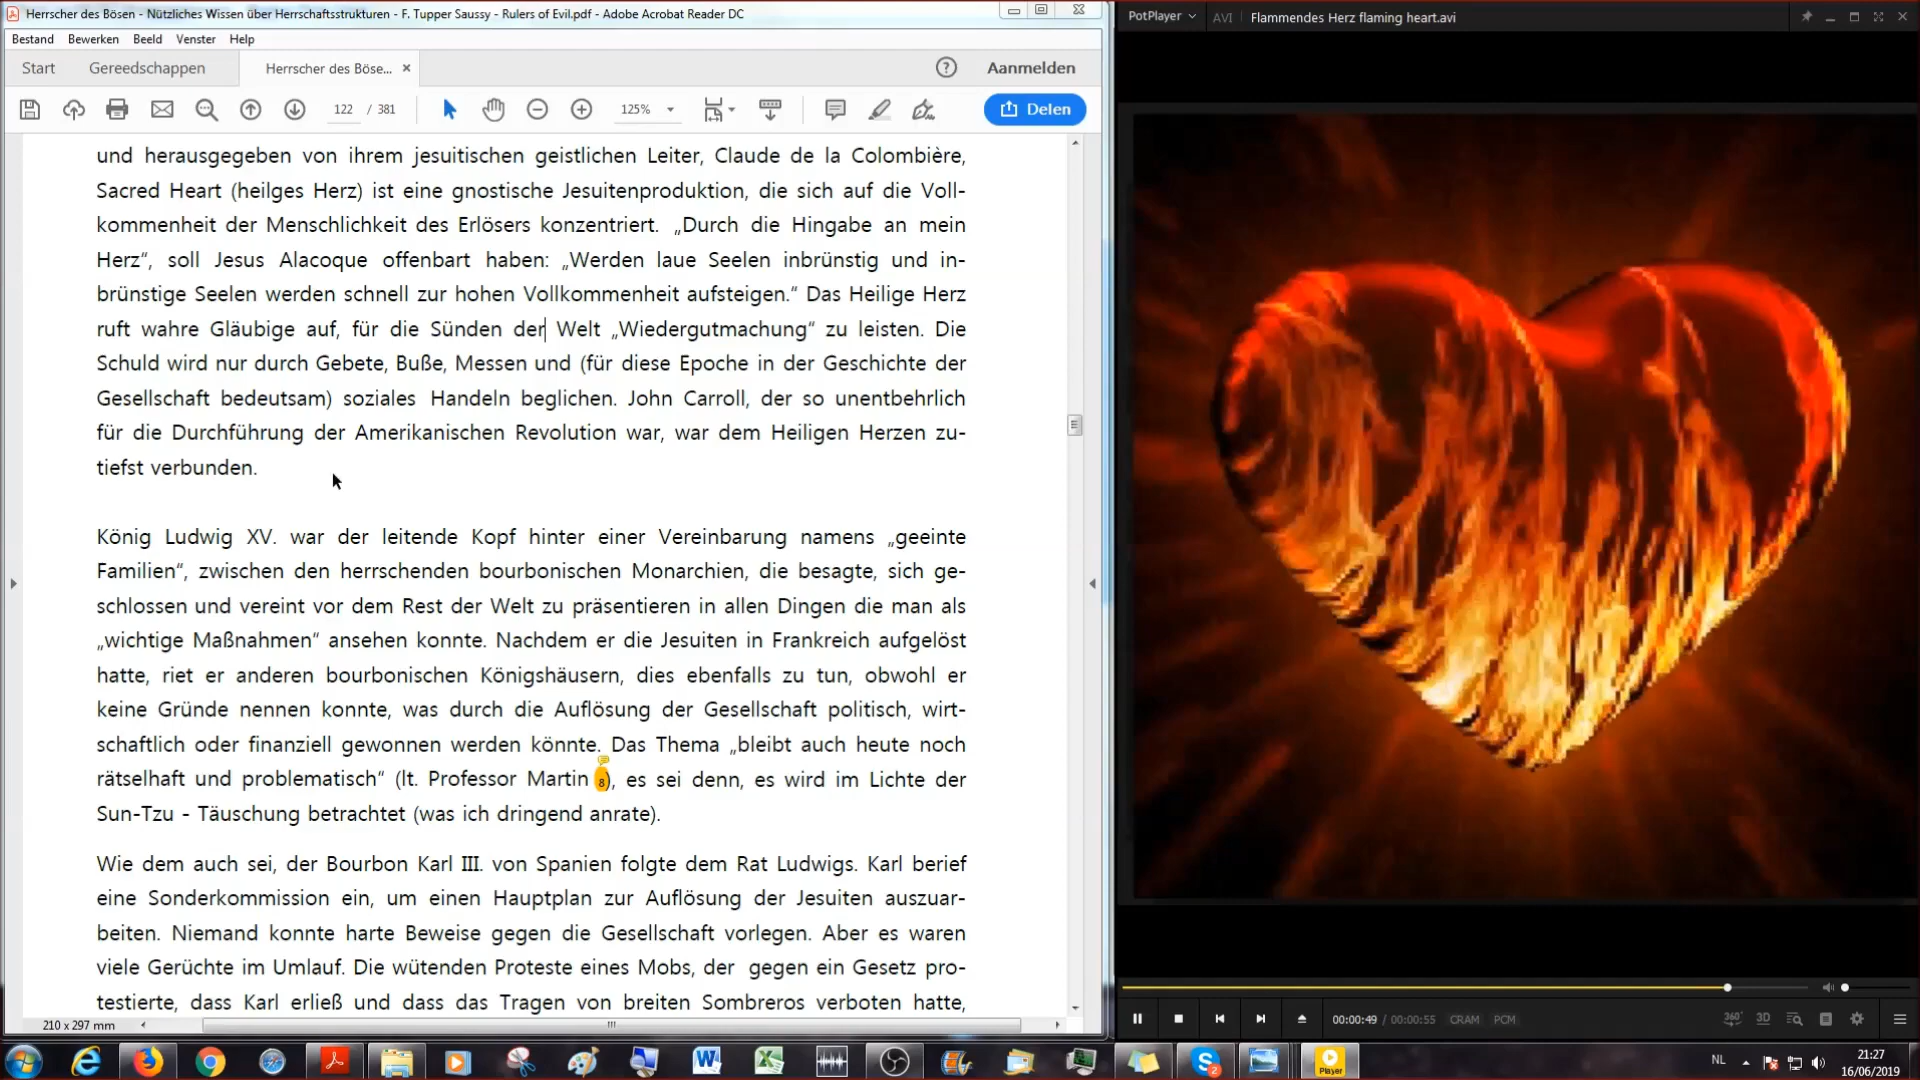 Herrscher des Bösen - Nützliches Wissen über Herrschaftsstrukturen - F. Tupper Saussy - Rulers of Evil.pdf - Adobe Acrobat Reader DC
Bestand Bewerken Beeld Venster Help
Start Gereedschappen Herrscher des Böse... × Aanmelden
122 / 381 125% Delen
und herausgegeben von ihrem jesuitischen geistlichen Leiter, Claude de la Colombière,
Sacred Heart (heilges Herz) ist eine gnostische Jesuitenproduktion, die sich auf die Voll-
kommenheit der Menschlichkeit des Erlösers konzentriert. „Durch die Hingabe an mein
Herz“, soll Jesus Alacoque offenbart haben: „Werden laue Seelen inbrünstig und in-
brünstige Seelen werden schnell zur hohen Vollkommenheit aufsteigen.“ Das Heilige Herz
ruft wahre Gläubige auf, für die Sünden der Welt „Wiedergutmachung“ zu leisten. Die
Schuld wird nur durch Gebete, Buße, Messen und (für diese Epoche in der Geschichte der
Gesellschaft bedeutsam) soziales Handeln beglichen. John Carroll, der so unentbehrlich
für die Durchführung der Amerikanischen Revolution war, war dem Heiligen Herzen zu-
tiefst verbunden.
König Ludwig XV. war der leitende Kopf hinter einer Vereinbarung namens „geeinte
Familien“, zwischen den herrschenden bourbonischen Monarchien, die besagte, sich ge-
schlossen und vereint vor dem Rest der Welt zu präsentieren in allen Dingen die man als
„wichtige Maßnahmen“ ansehen konnte. Nachdem er die Jesuiten in Frankreich aufgelöst
hatte, riet er anderen bourbonischen Königshäusern, dies ebenfalls zu tun, obwohl er
keine Gründe nennen konnte, was durch die Auflösung der Gesellschaft politisch, wirt-
schaftlich oder finanziell gewonnen werden könnte. Das Thema „bleibt auch heute noch
rätselhaft und problematisch“ (lt. Professor Martin 8), es sei denn, es wird im Lichte der
Sun-Tzu - Täuschung betrachtet (was ich dringend anrate).
Wie dem auch sei, der Bourbon Karl III. von Spanien folgte dem Rat Ludwigs. Karl berief
eine Sonderkommission ein, um einen Hauptplan zur Auflösung der Jesuiten auszuar-
beiten. Niemand konnte harte Beweise gegen die Gesellschaft vorlegen. Aber es waren
viele Gerüchte im Umlauf. Die wütenden Proteste eines Mobs, der gegen ein Gesetz pro-
testierte, dass Karl erließ und dass das Tragen von breiten Sombreros verboten hatte,
210 x 297 mm
PotPlayer AVI Flammendes Herz flaming heart.avi
00:00:49 / 00:00:55 CRAM PCM
360° 3D
Player
NL
21:27
16/06/2019